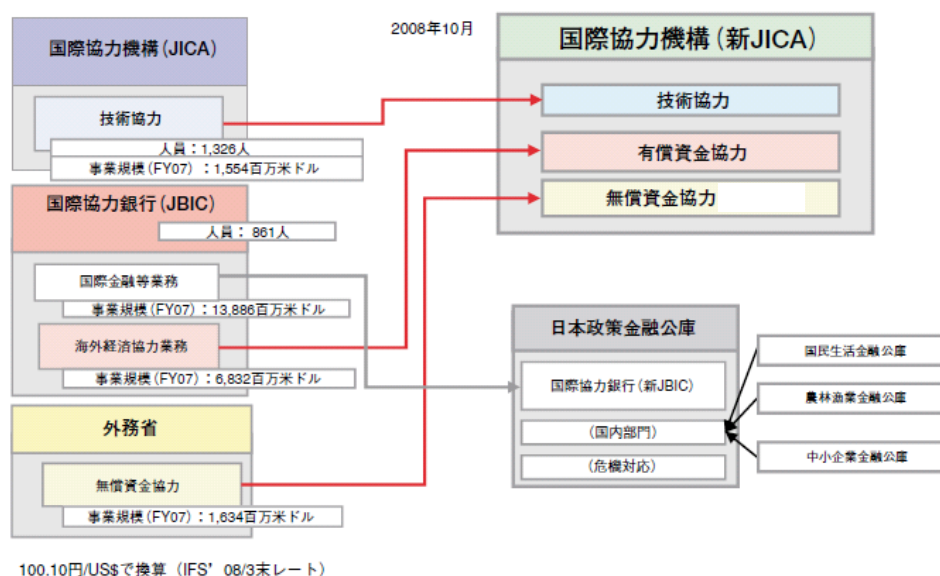 国際協力機構(JICA)
技術協力
人員:1,326人
事業規模(FY07):1,554百万米ドル
国際協力銀行(JBIC)
人員: 861人
国際金融等業務
事業規模(FY07):13,886百万米ドル
海外経済協力業務
事業規模(FY07):6,832百万米ドル
外務省
無償資金協力
事業規模(FY07):1,634百万米ドル
100.10円/US$で換算(IFS’08/3末レート)
2008年10月
国際協力機構(新JICA)
技術協力
有償資金協力
無償資金協力
日本政策金融公庫
国際協力銀行(新JBIC)
(国内部門)
(危機対応)
国民生活金融公庫
農林漁業金融公庫
中小企業金融公庫